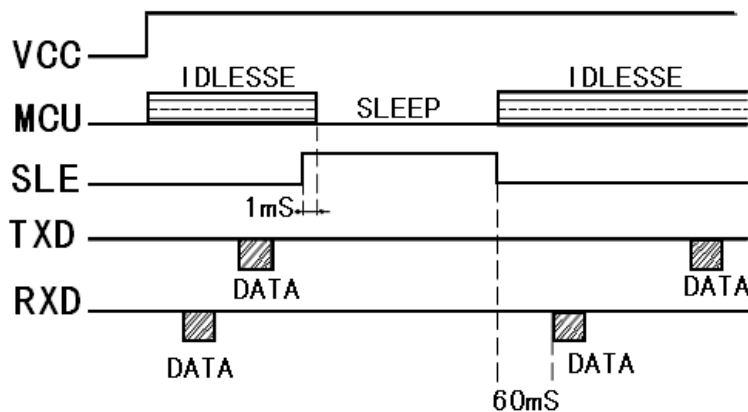 VCC
IDLESSE IDLESSE
MCU SLEEP
SLE
1mS
TXD
DATA DATA
RXD
DATA DATA
60mS